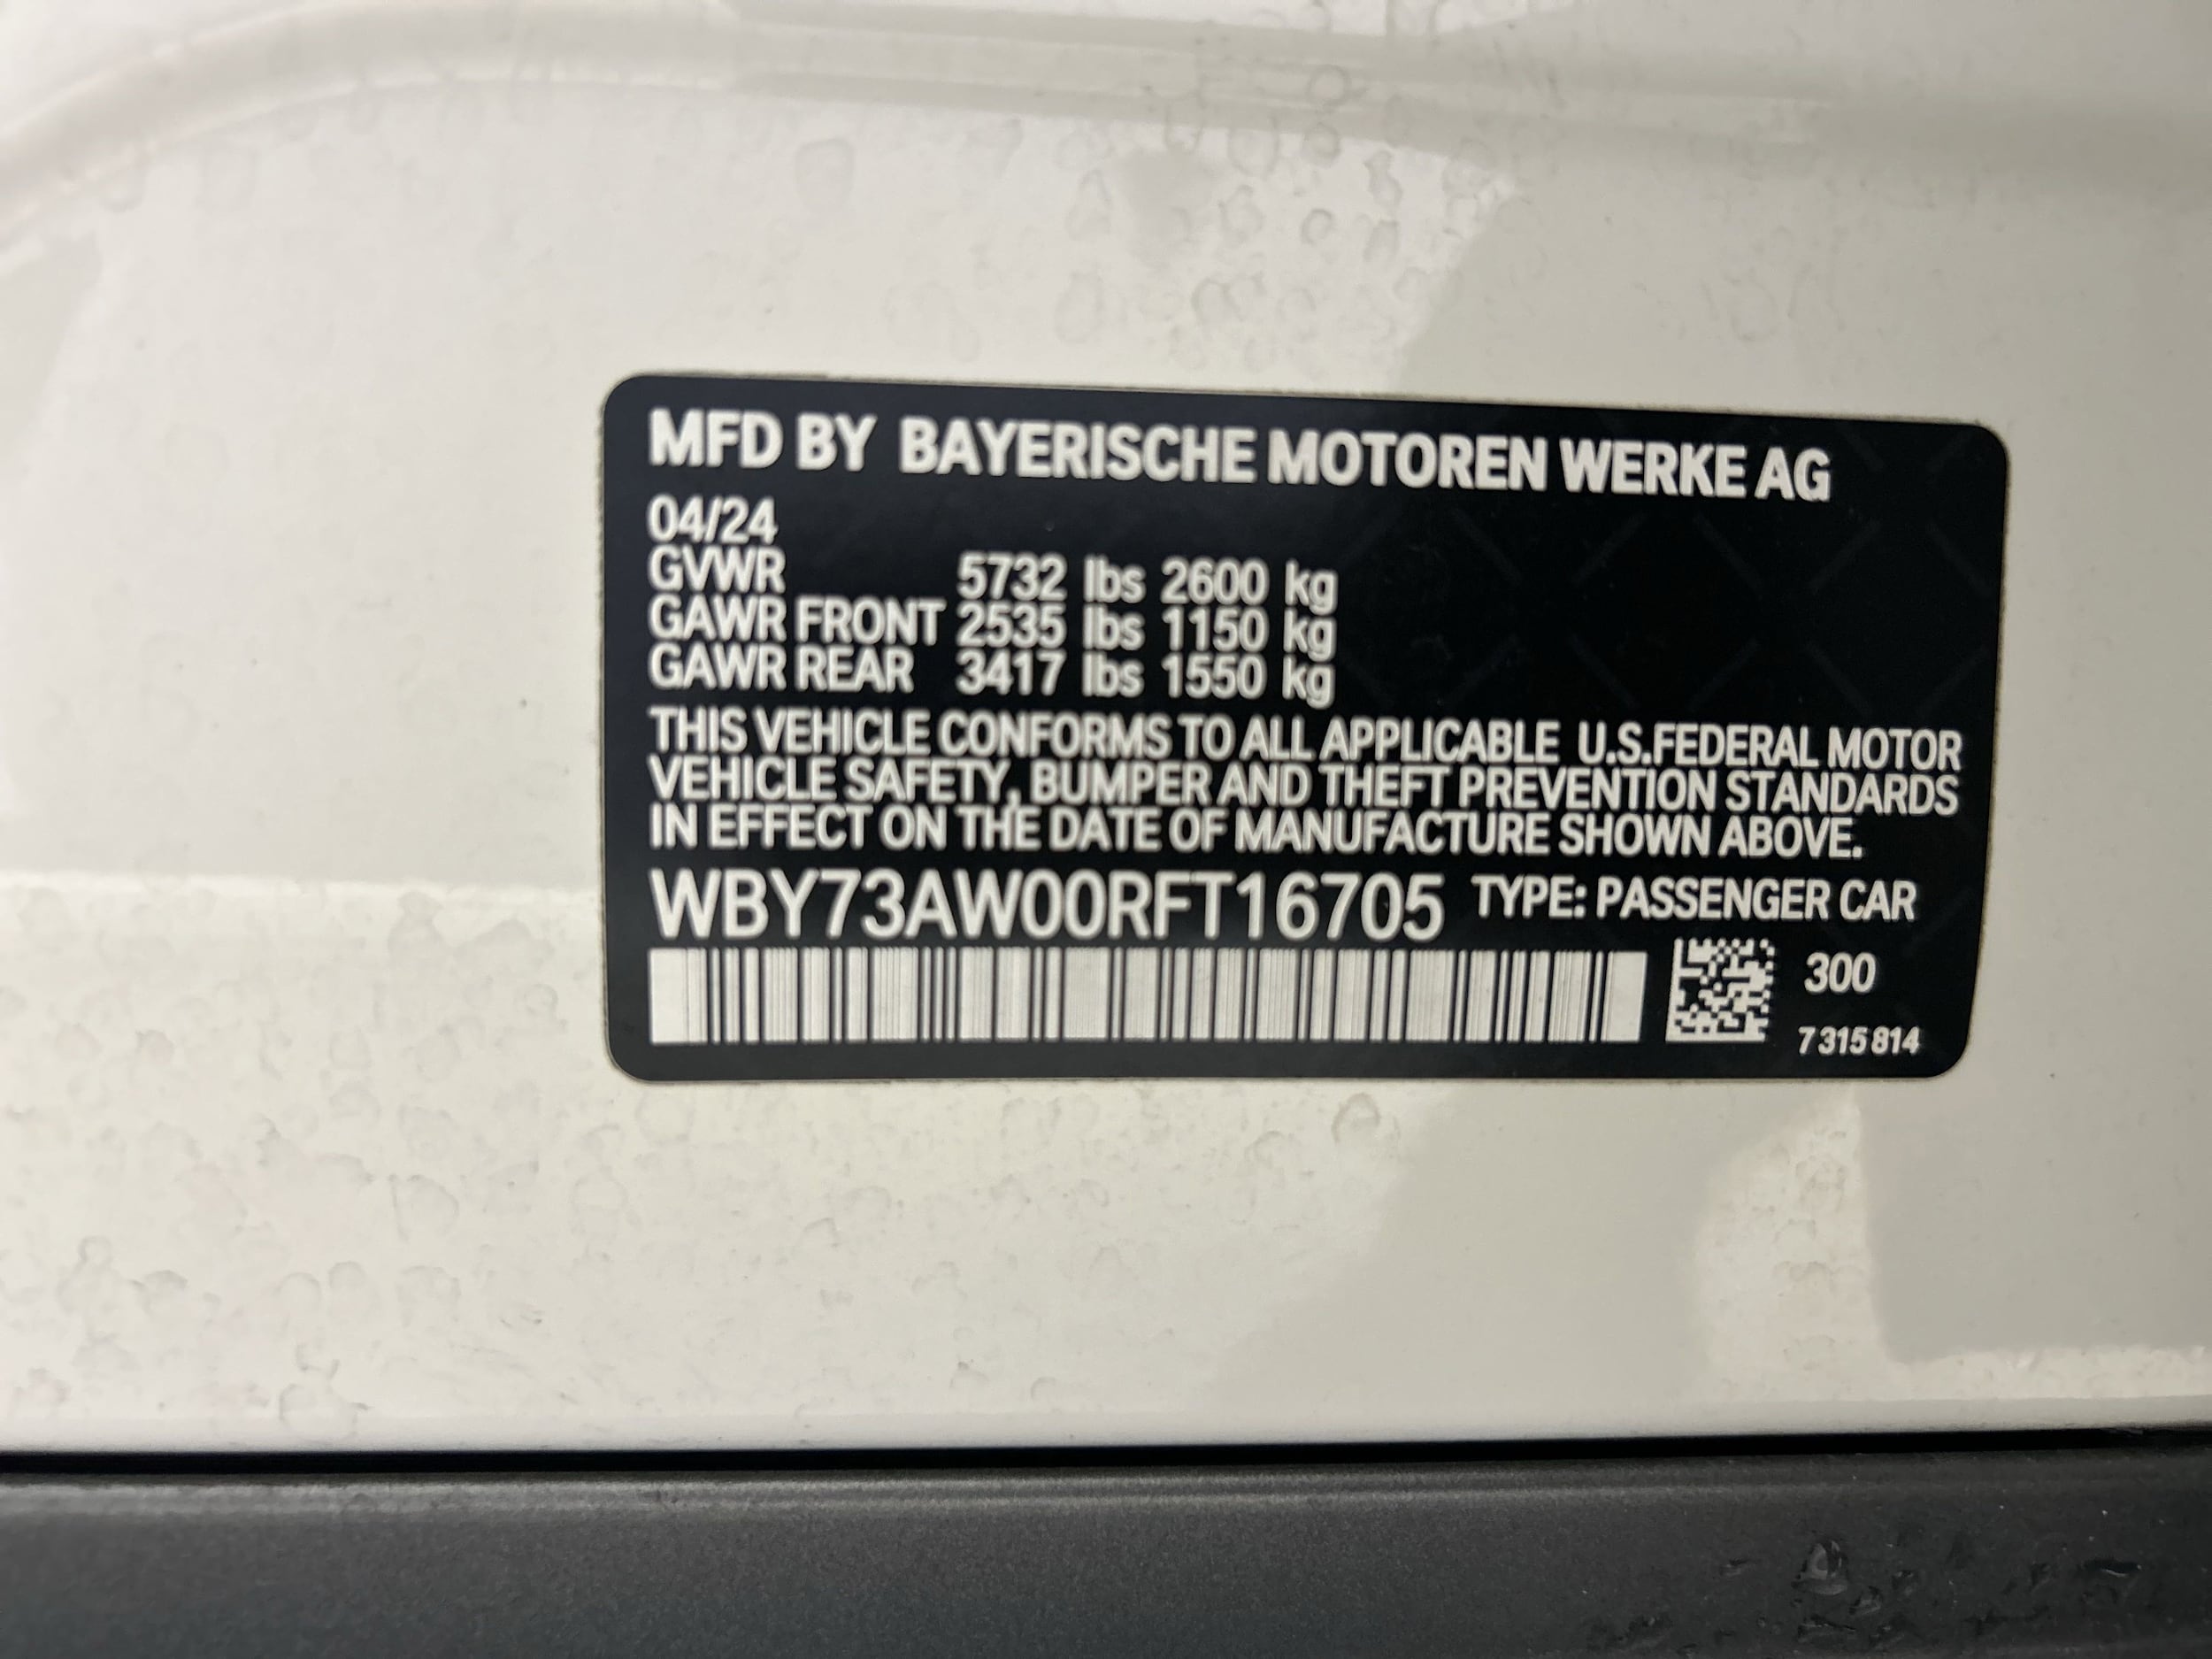 MFD BY BAYERISCHE MOTOREN WERKE AG
04/24
GVWR 5732 lbs 2600 kg
GAWR FRONT 2535 lbs 1150 kg
GAWR REAR 3417 lbs 1550 kg
THIS VEHICLE CONFORMS TO ALL APPLICABLE U.S.FEDERAL MOTOR
VEHICLE SAFETY, BUMPER AND THEFT PREVENTION STANDARDS
IN EFFECT ON THE DATE OF MANUFACTURE SHOWN ABOVE.
WBY73AW00RFT16705 TYPE: PASSENGER CAR
300
7 315 814